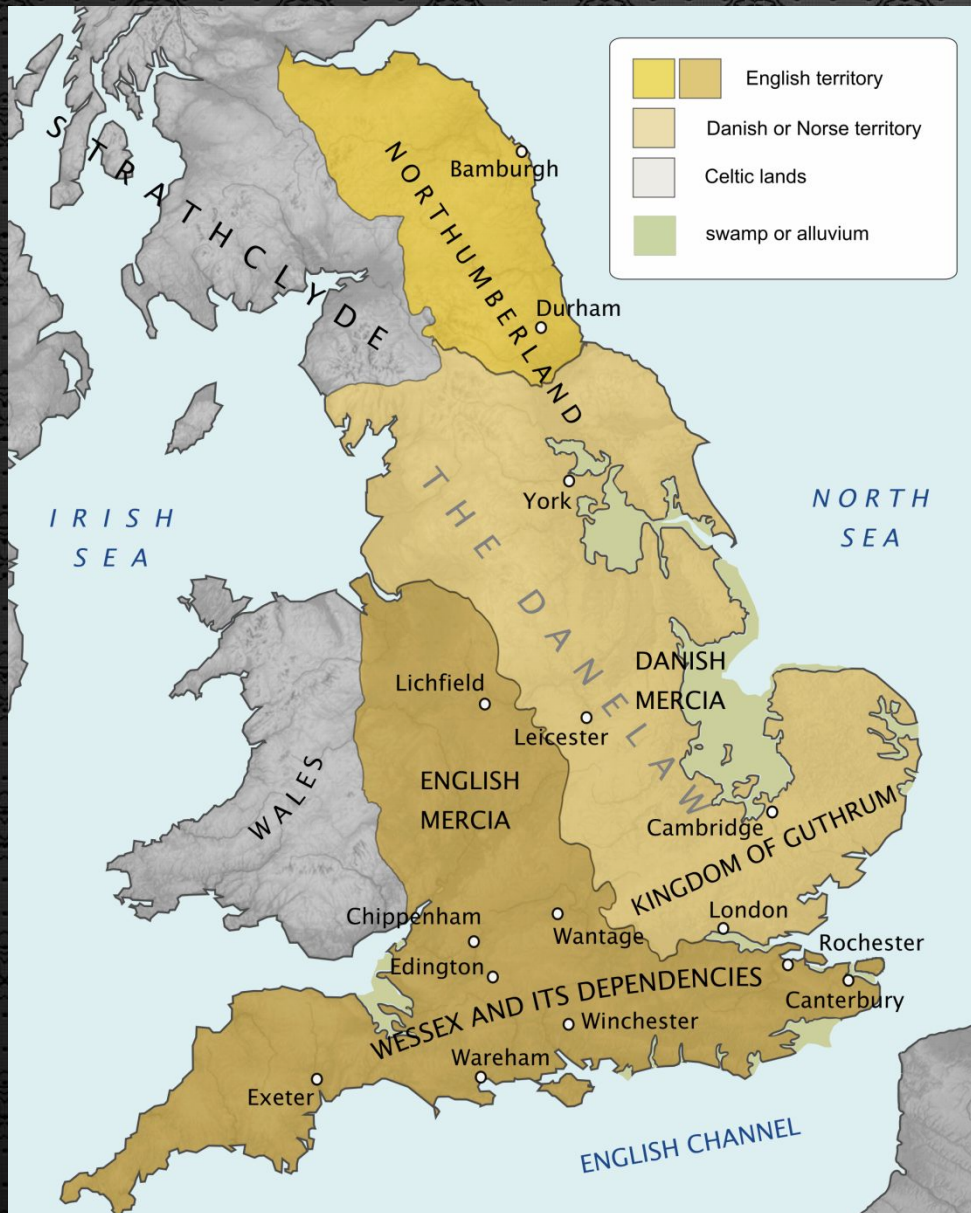 English territory
Danish or Norse territory
Celtic lands
swamp or alluvium
STRATHCLYDE
NORTHUMBERLAND
Bamburgh
Durham
York
IRISH
SEA
NORTH
SEA
THE DANELAW
DANISH
MERCIA
Lichfield
Leicester
ENGLISH
MERCIA
WALES
Cambridge
KINGDOM OF GUTHRUM
London
Chippenham
Wantage
Rochester
Edington
Canterbury
WESSEX AND ITS DEPENDENCIES
Winchester
Wareham
Exeter
ENGLISH CHANNEL